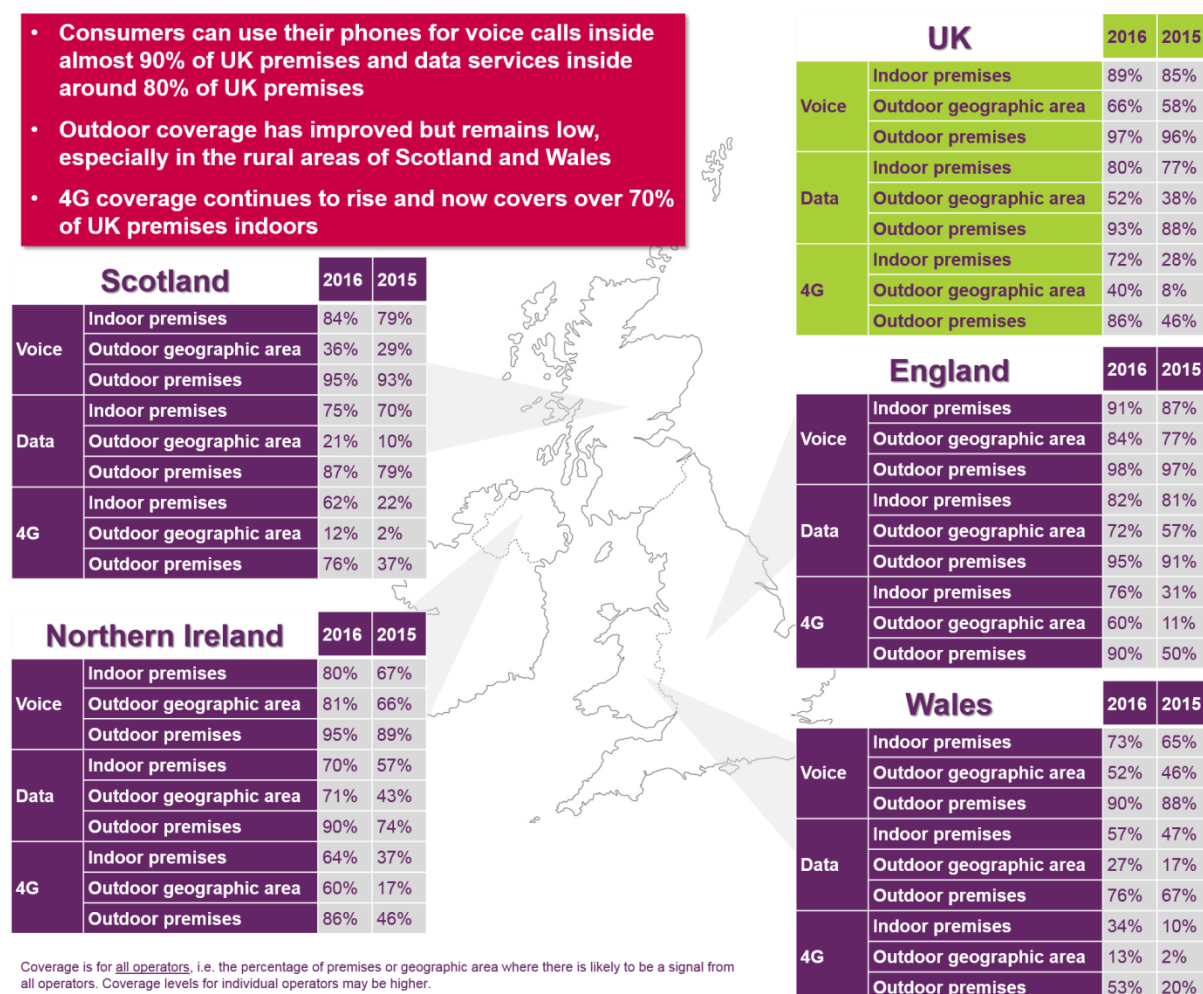 • Consumers can use their phones for voice calls inside
almost 90% of UK premises and data services inside
around 80% of UK premises
• Outdoor coverage has improved but remains low,
especially in the rural areas of Scotland and Wales
• 4G coverage continues to rise and now covers over 70%
of UK premises indoors
Scotland 2016 2015
Voice
Indoor premises 84% 79%
Outdoor geographic area 36% 29%
Outdoor premises 95% 93%
Data
Indoor premises 75% 70%
Outdoor geographic area 21% 10%
Outdoor premises 87% 79%
4G
Indoor premises 62% 22%
Outdoor geographic area 12% 2%
Outdoor premises 76% 37%
Northern Ireland 2016 2015
Voice
Indoor premises 80% 67%
Outdoor geographic area 81% 66%
Outdoor premises 95% 89%
Data
Indoor premises 70% 57%
Outdoor geographic area 71% 43%
Outdoor premises 90% 74%
4G
Indoor premises 64% 37%
Outdoor geographic area 60% 17%
Outdoor premises 86% 46%
Coverage is for all operators, i.e. the percentage of premises or geographic area where there is likely to be a signal from
all operators. Coverage levels for individual operators may be higher.
UK 2016 2015
Voice
Indoor premises 89% 85%
Outdoor geographic area 66% 58%
Outdoor premises 97% 96%
Data
Indoor premises 80% 77%
Outdoor geographic area 52% 38%
Outdoor premises 93% 88%
4G
Indoor premises 72% 28%
Outdoor geographic area 40% 8%
Outdoor premises 86% 46%
England 2016 2015
Voice
Indoor premises 91% 87%
Outdoor geographic area 84% 77%
Outdoor premises 98% 97%
Data
Indoor premises 82% 81%
Outdoor geographic area 72% 57%
Outdoor premises 95% 91%
4G
Indoor premises 76% 31%
Outdoor geographic area 60% 11%
Outdoor premises 90% 50%
Wales 2016 2015
Voice
Indoor premises 73% 65%
Outdoor geographic area 52% 46%
Outdoor premises 90% 88%
Data
Indoor premises 57% 47%
Outdoor geographic area 27% 17%
Outdoor premises 76% 67%
4G
Indoor premises 34% 10%
Outdoor geographic area 13% 2%
Outdoor premises 53% 20%